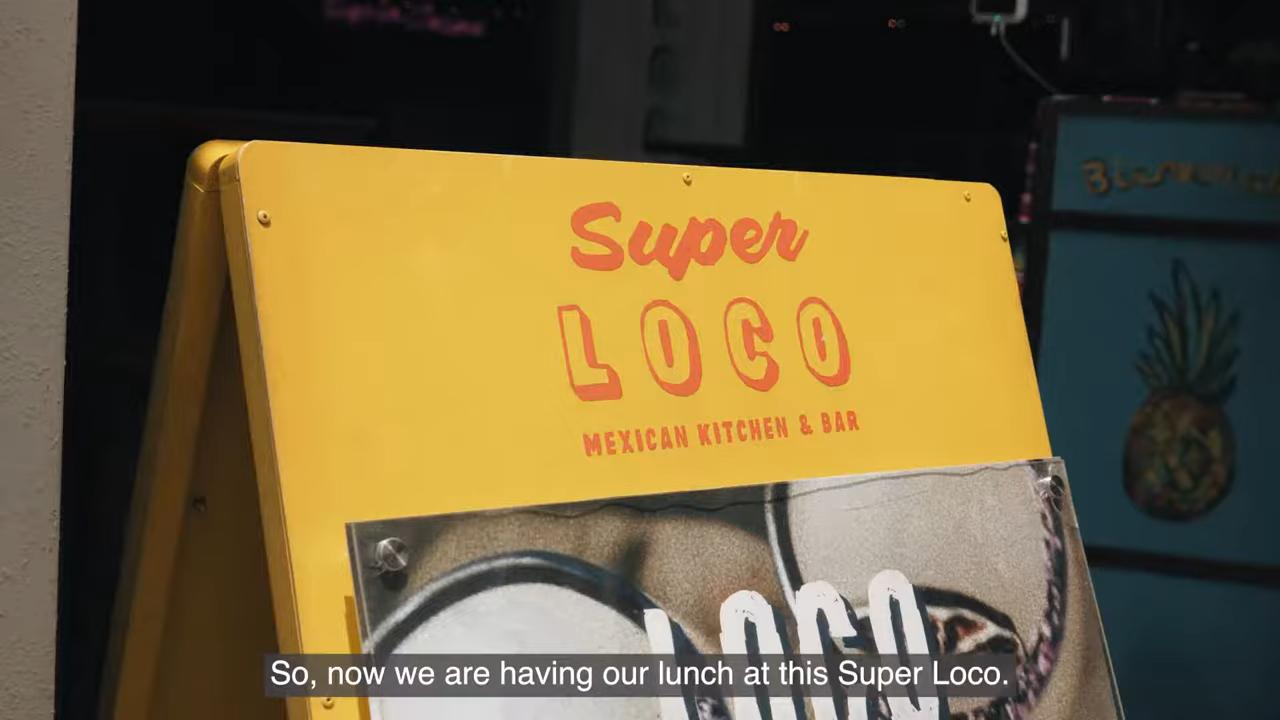 Super
LOCO
MEXICAN KITCHEN & BAR
LOCO
So, now we are having our lunch at this Super Loco.